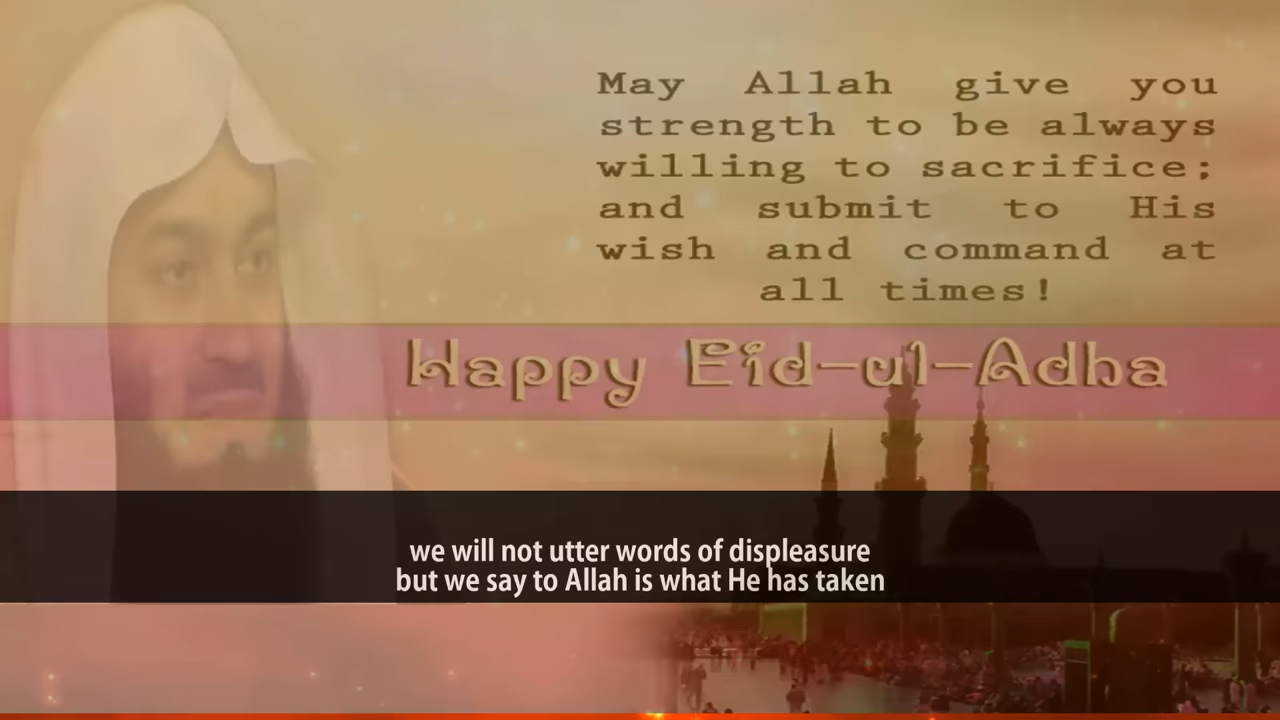 May Allah give you
strength to be always
willing to sacrifice;
and submit to His
wish and command at
all times!
Happy Eid-ul-Adha
we will not utter words of displeasure
but we say to Allah is what He has taken